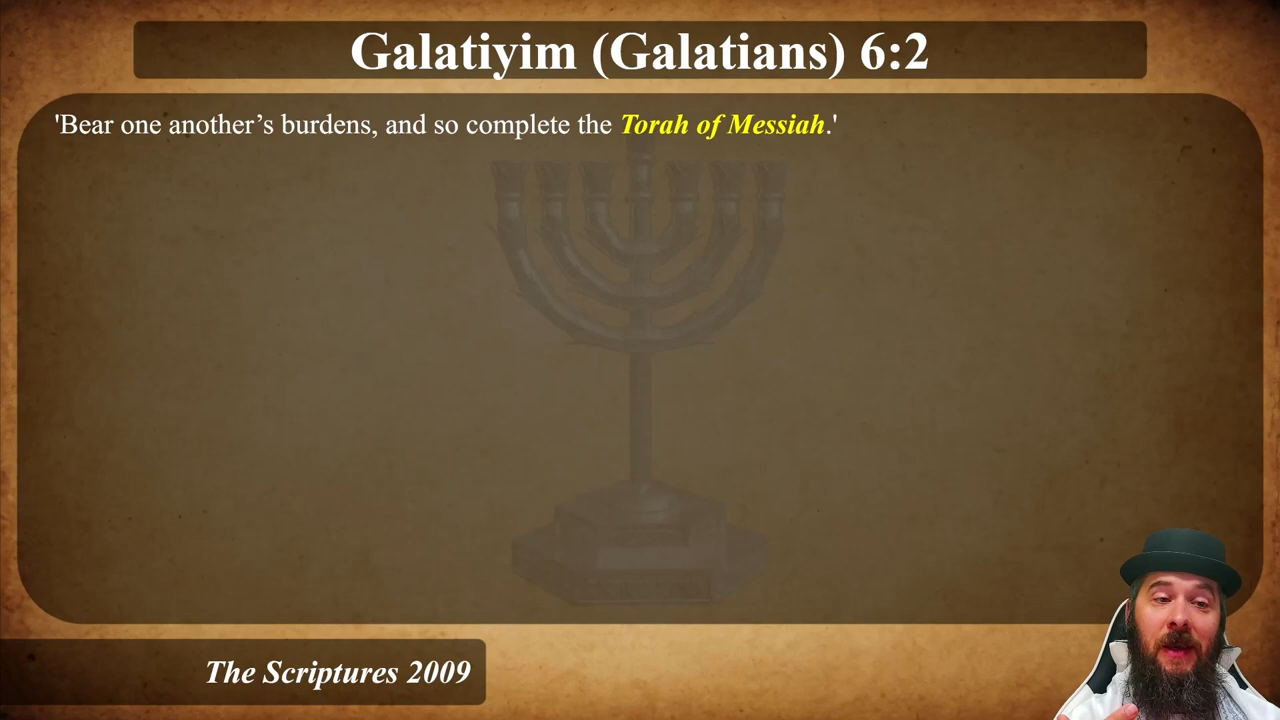 Galatiyim (Galatians) 6:2
'Bear one another’s burdens, and so complete the Torah of Messiah.'
The Scriptures 2009